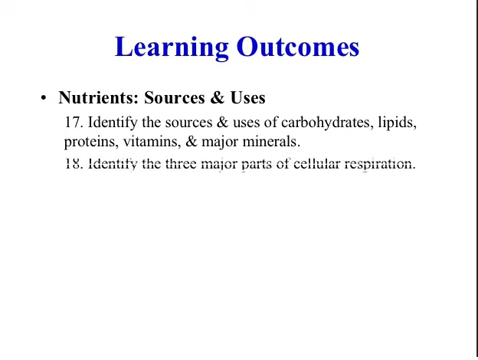 Learning Outcomes
• Nutrients: Sources & Uses
17. Identify the sources & uses of carbohydrates, lipids,
proteins, vitamins, & major minerals.
18. Identify the three major parts of cellular respiration.